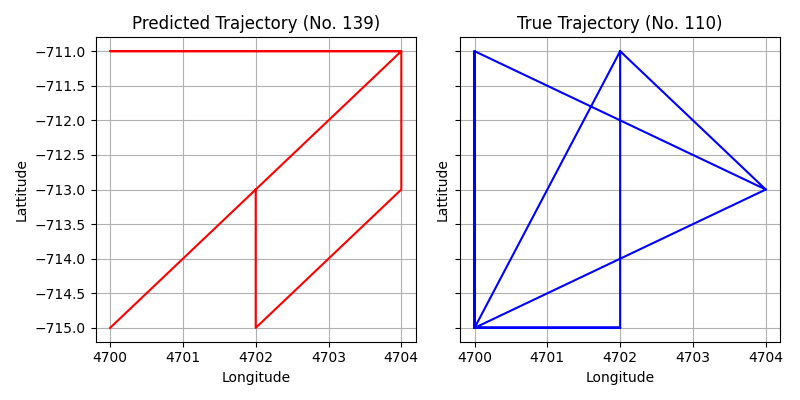 Predicted Trajectory (No. 139)
Lattitude
−711.0
−711.5
−712.0
−712.5
−713.0
−713.5
−714.0
−714.5
−715.0
4700 4701 4702 4703 4704
Longitude
True Trajectory (No. 110)
Lattitude
4700 4701 4702 4703 4704
Longitude